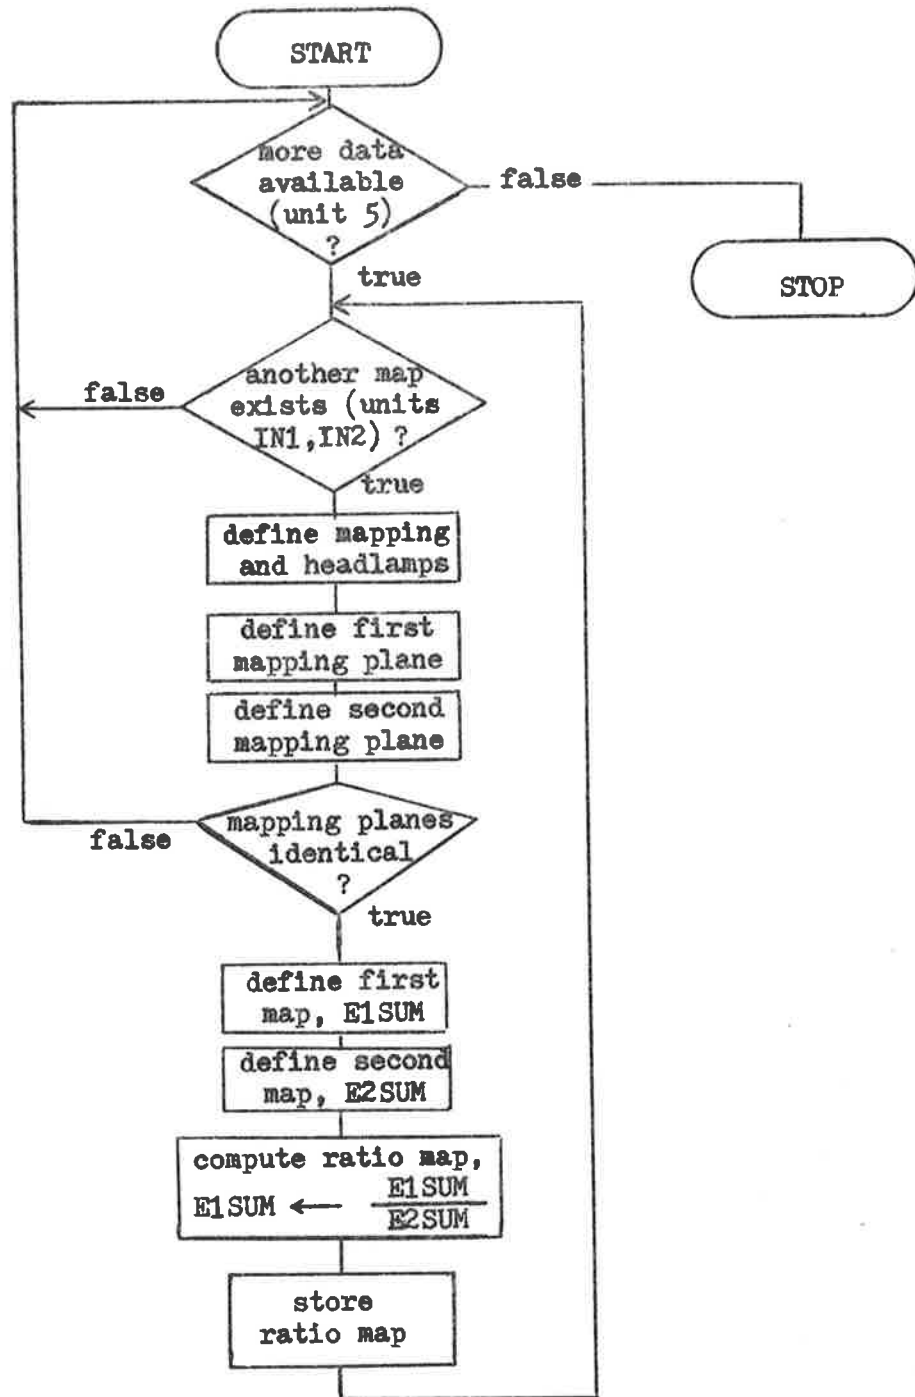 START
more data
available
(unit 5)
?
false
STOP
true
another map
exists (units
IN1,IN2) ?
false
true
define mapping
and headlamps
define first
mapping plane
define second
mapping plane
mapping planes
identical
?
false
true
define first
map, E1SUM
define second
map, E2SUM
compute ratio map,
E1SUM ← E1SUM
E2SUM
store
ratio map